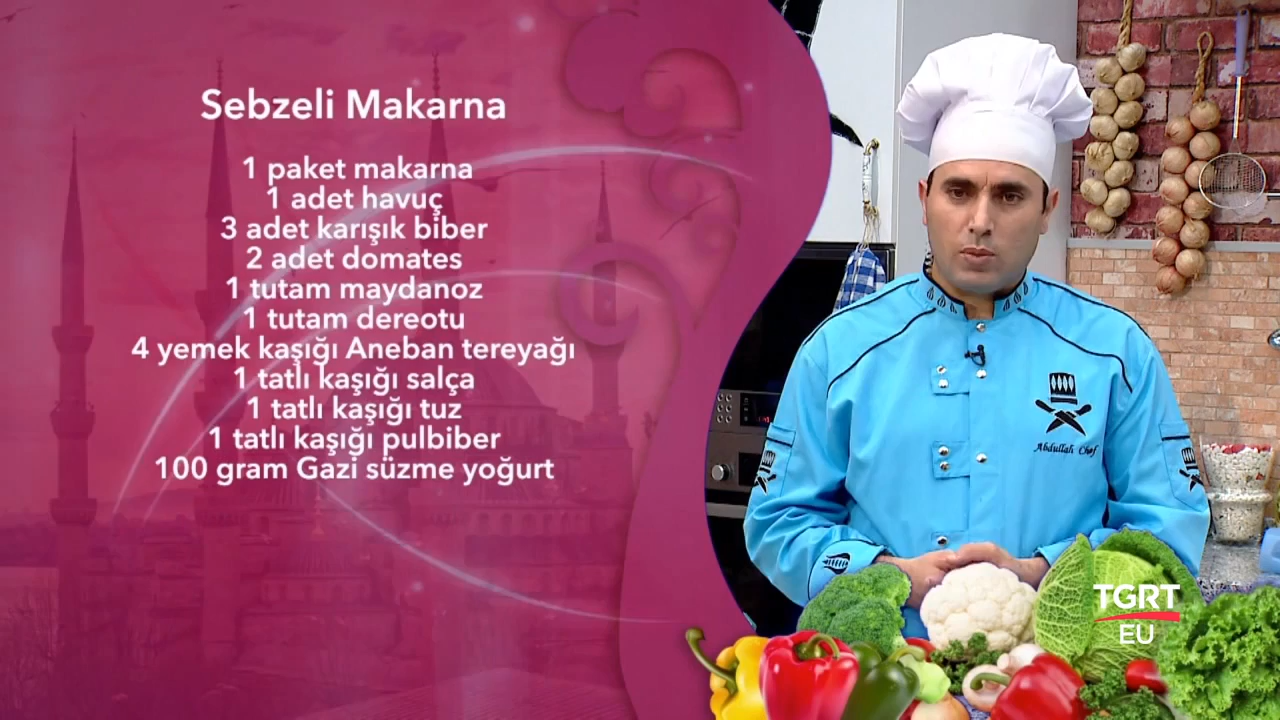 Sebzeli Makarna
1 paket makarna
1 adet havuç
3 adet karışık biber
2 adet domates
1 tutam maydanoz
1 tutam dereotu
4 yemek kaşığı Aneban tereyağı
1 tatlı kaşığı salça
1 tatlı kaşığı tuz
1 tatlı kaşığı pulbiber
100 gram Gazi süzme yoğurt
Abdullah Chef
TGRT
EU